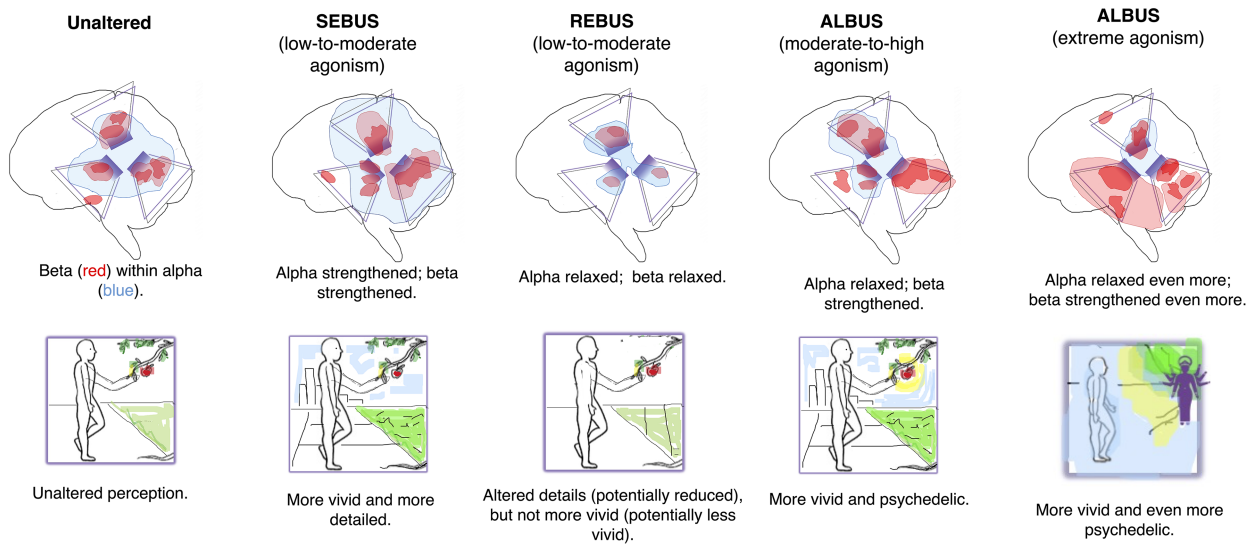 Unaltered
Beta (red) within alpha
(blue).
Unaltered perception.
SEBUS
(low-to-moderate
agonism)
Alpha strengthened; beta
strengthened.
More vivid and more
detailed.
REBUS
(low-to-moderate
agonism)
Alpha relaxed;  beta relaxed.
Altered details (potentially reduced),
but not more vivid (potentially less
vivid).
ALBUS
(moderate-to-high
agonism)
Alpha relaxed; beta
strengthened.
More vivid and psychedelic.
ALBUS
(extreme agonism)
Alpha relaxed even more;
beta strengthened even more.
More vivid and even more
psychedelic.